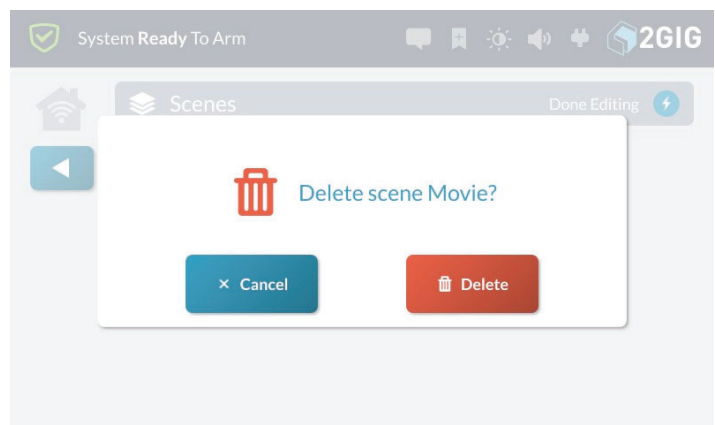 System Ready To Arm
2GIG
Scenes
Done Editing
Delete scene Movie?
× Cancel
Delete